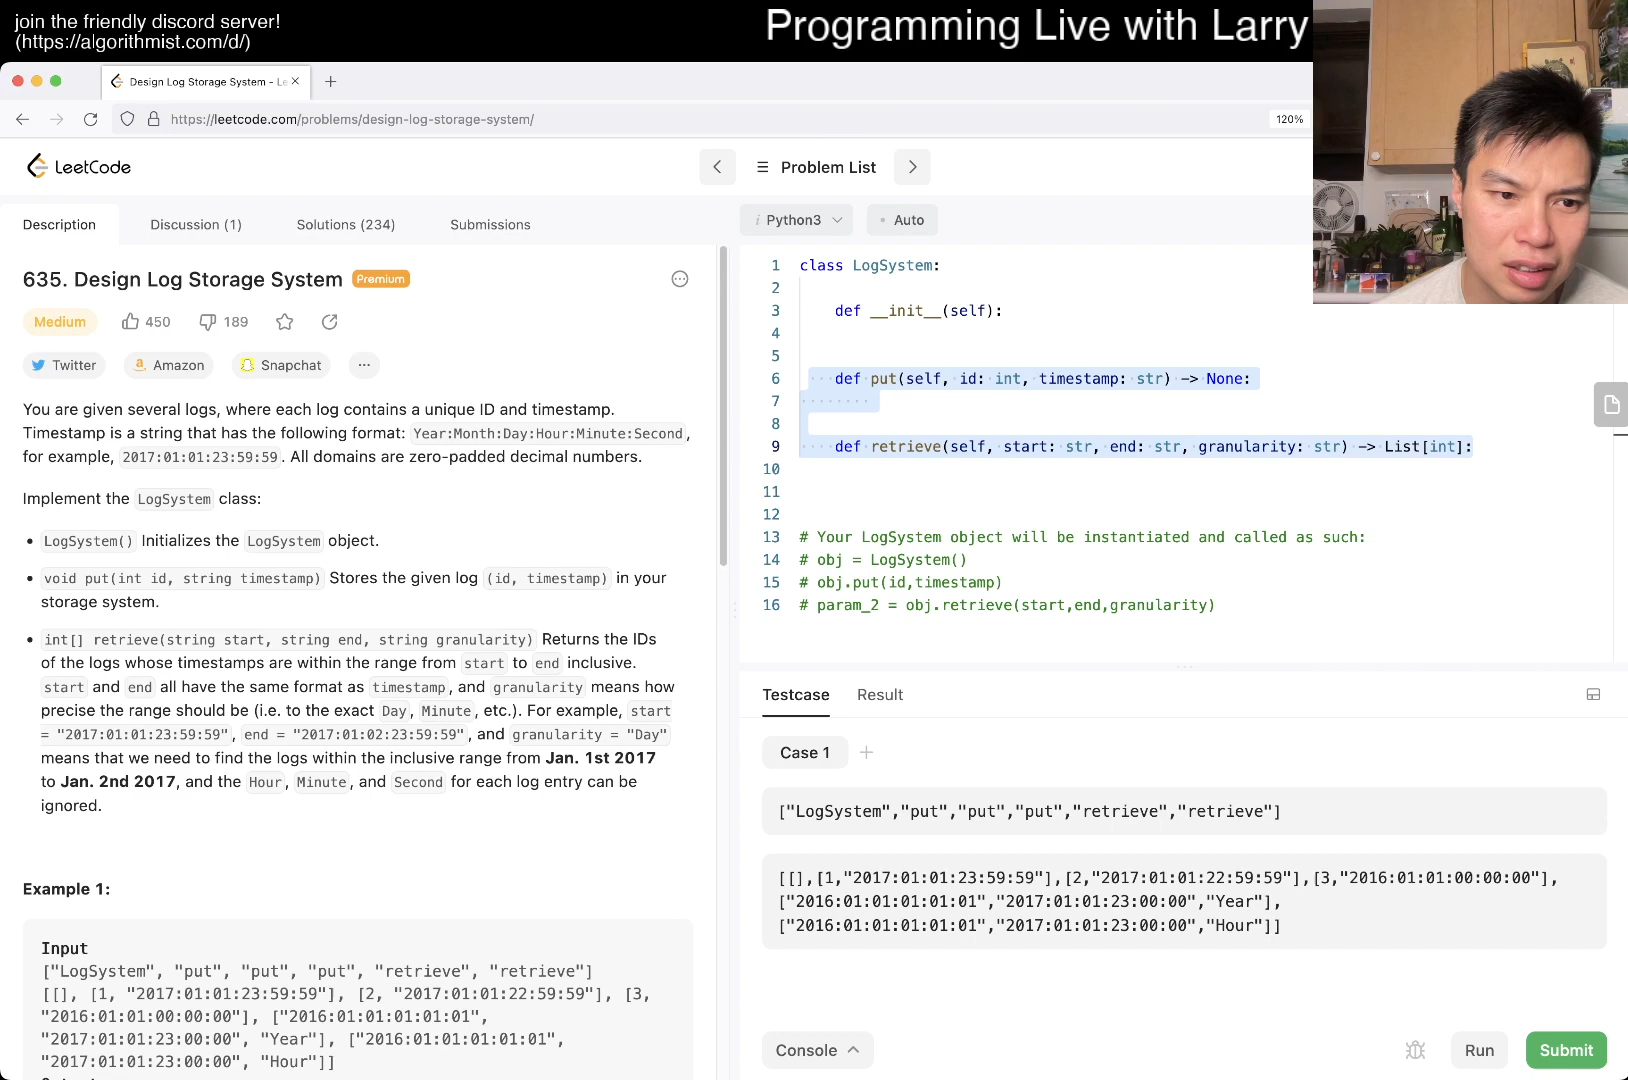 join the friendly discord server!
(https://algorithmist.com/d/)
Programming Live with Larry
Design Log Storage System - Le
https://leetcode.com/problems/design-log-storage-system/
120%
LeetCode
Problem List
Description
Discussion (1)
Solutions (234)
Submissions
635. Design Log Storage System
Premium
Medium
450
189
Twitter
Amazon
Snapchat
You are given several logs, where each log contains a unique ID and timestamp.
Timestamp is a string that has the following format: Year:Month:Day:Hour:Minute:Second,
for example, 2017:01:01:23:59:59. All domains are zero-padded decimal numbers.
Implement the LogSystem class:
• LogSystem() Initializes the LogSystem object.
• void put(int id, string timestamp) Stores the given log (id, timestamp) in your
storage system.
• int[] retrieve(string start, string end, string granularity) Returns the IDs
of the logs whose timestamps are within the range from start to end inclusive.
start and end all have the same format as timestamp, and granularity means how
precise the range should be (i.e. to the exact Day, Minute, etc.). For example, start
= "2017:01:01:23:59:59", end = "2017:01:02:23:59:59", and granularity = "Day"
means that we need to find the logs within the inclusive range from Jan. 1st 2017
to Jan. 2nd 2017, and the Hour, Minute, and Second for each log entry can be
ignored.
Example 1:
Input
["LogSystem", "put", "put", "put", "retrieve", "retrieve"]
[[], [1, "2017:01:01:23:59:59"], [2, "2017:01:01:22:59:59"], [3,
"2016:01:01:00:00:00"], ["2016:01:01:01:01:01",
"2017:01:01:23:00:00", "Year"], ["2016:01:01:01:01:01",
"2017:01:01:23:00:00", "Hour"]]
i Python3
• Auto
1 class LogSystem:
2
3 def __init__(self):
4
5
6 def put(self, id: int, timestamp: str) -> None:
7
8
9 def retrieve(self, start: str, end: str, granularity: str) -> List[int]:
10
11
12
13 # Your LogSystem object will be instantiated and called as such:
14 # obj = LogSystem()
15 # obj.put(id,timestamp)
16 # param_2 = obj.retrieve(start,end,granularity)
Testcase
Result
Case 1
["LogSystem","put","put","put","retrieve","retrieve"]
[[],[1,"2017:01:01:23:59:59"],[2,"2017:01:01:22:59:59"],[3,"2016:01:01:00:00:00"],
["2016:01:01:01:01:01","2017:01:01:23:00:00","Year"],
["2016:01:01:01:01:01","2017:01:01:23:00:00","Hour"]]
Console
Run
Submit